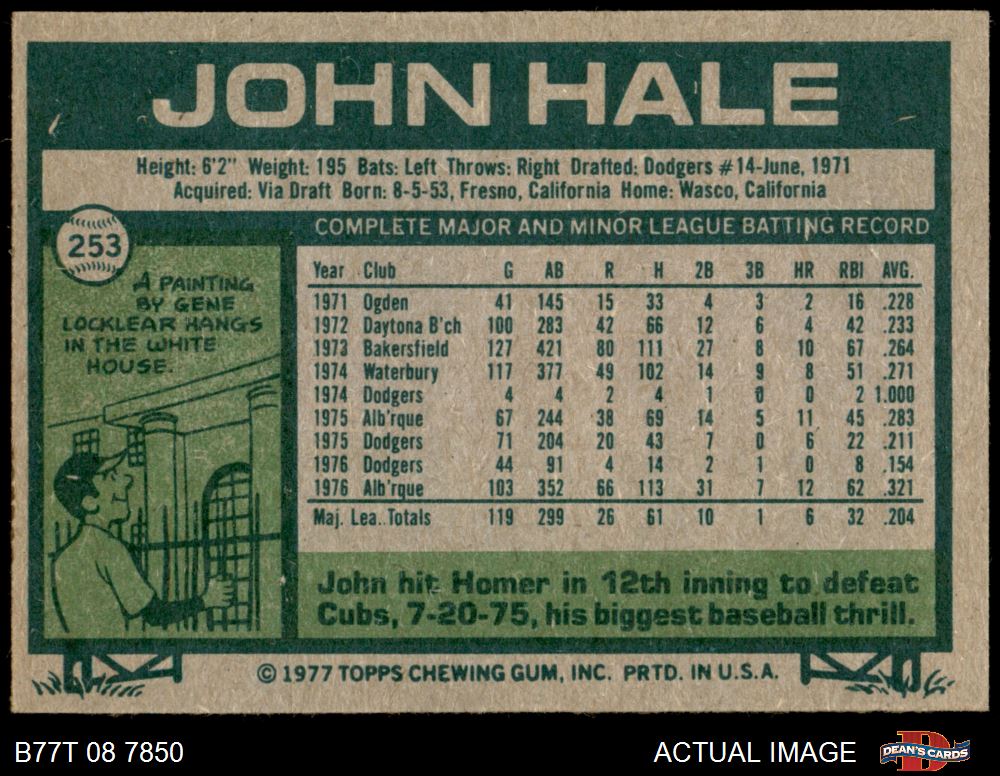 JOHN HALE
Height: 6'2" Weight: 195 Bats: Left Throws: Right Drafted: Dodgers #14-June, 1971
Acquired: Via Draft Born: 8-5-53, Fresno, California Home: Wasco, California
253
A PAINTING
BY GENE
LOCKLEAR HANGS
IN THE WHITE
HOUSE.
COMPLETE MAJOR AND MINOR LEAGUE BATTING RECORD
Year Club G AB R H 2B 3B HR RBI AVG.
1971 Ogden 41 145 15 33 4 3 2 16 .228
1972 Daytona B'ch 100 283 42 66 12 6 4 42 .233
1973 Bakersfield 127 421 80 111 27 8 10 67 .264
1974 Waterbury 117 377 49 102 14 9 8 51 .271
1974 Dodgers 4 4 2 4 1 0 0 2 1.000
1975 Alb'rque 67 244 38 69 14 5 11 45 .283
1975 Dodgers 71 204 20 43 7 0 6 22 .211
1976 Dodgers 44 91 4 14 2 1 0 8 .154
1976 Alb'rque 103 352 66 113 31 7 12 62 .321
Maj. Lea. Totals 119 299 26 61 10 1 6 32 .204
John hit Homer in 12th inning to defeat
Cubs, 7-20-75, his biggest baseball thrill.
© 1977 TOPPS CHEWING GUM, INC. PRTD. IN U.S.A.
B77T 08 7850
ACTUAL IMAGE
D
DEAN'S CARDS